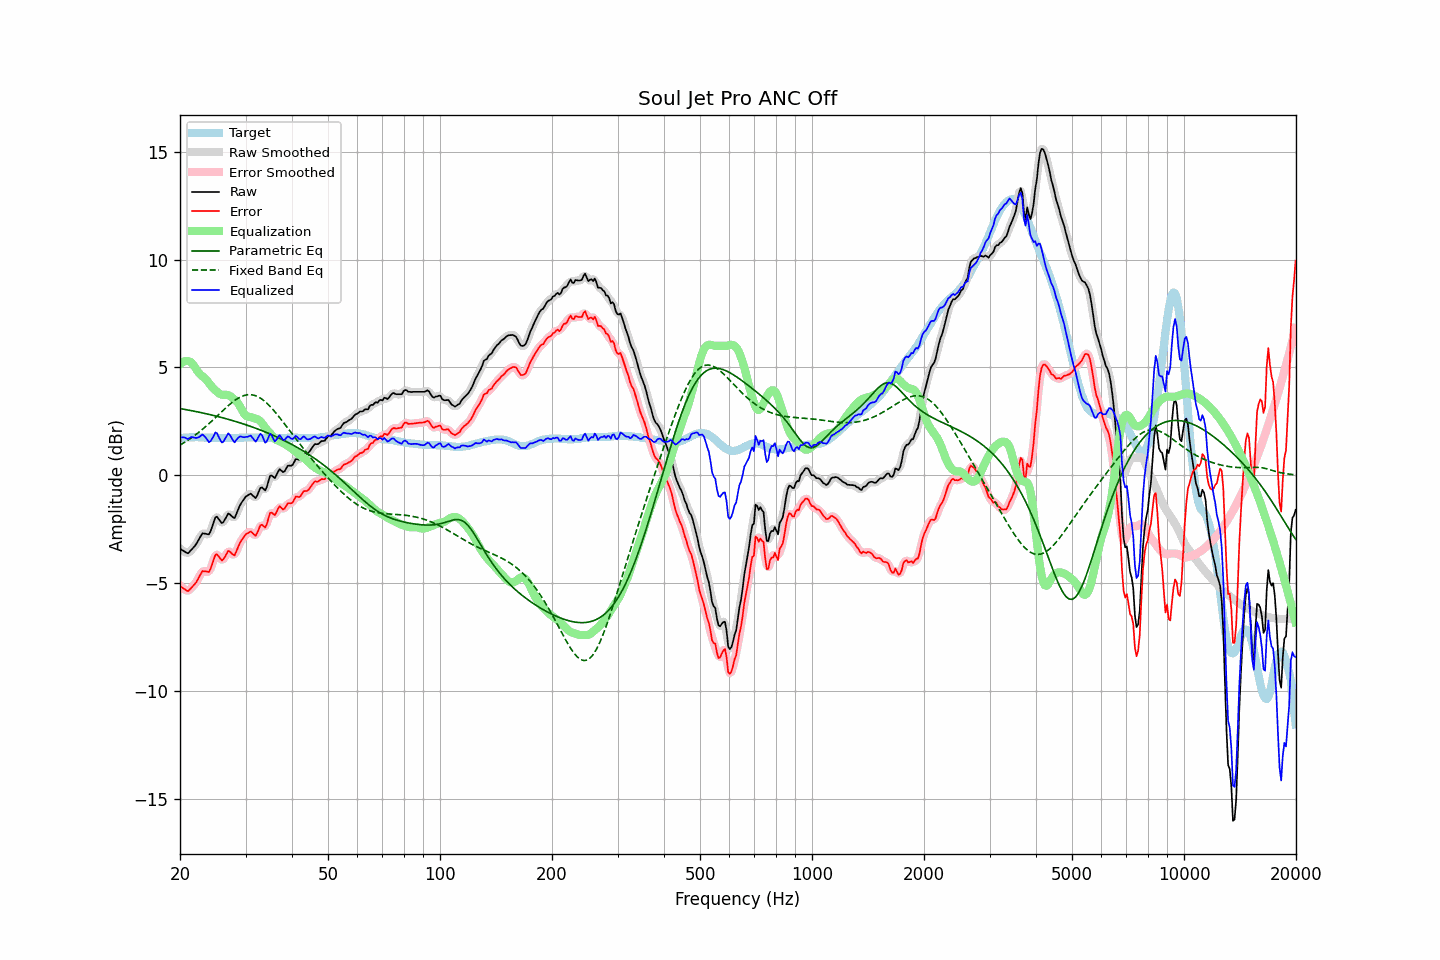 Soul Jet Pro ANC Off
Target
Raw Smoothed
Error Smoothed
Raw
Error
Equalization
Parametric Eq
Fixed Band Eq
Equalized
15
10
5
0
−5
−10
−15
Amplitude (dBr)
20
50
100
200
500
1000
2000
5000
10000
20000
Frequency (Hz)